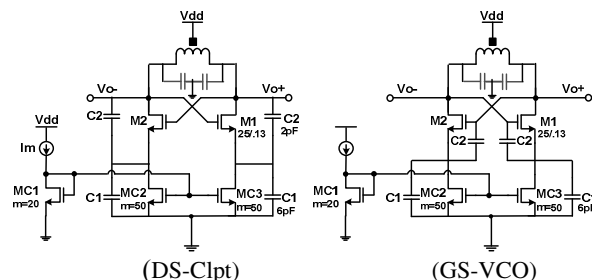 Vdd
Vdd
Vo-
Vo+
Vo-
Vo+
C2
M2
M1
25/.13
C2
2pF
M2
M1
25/.13
C2
C2
Vdd
Im
MC1
m=20
C1
MC2
m=50
MC3
m=50
C1
6pF
MC1
m=20
C1
MC2
m=50
MC3
m=50
6pF
(DS-Clpt)
(GS-VCO)